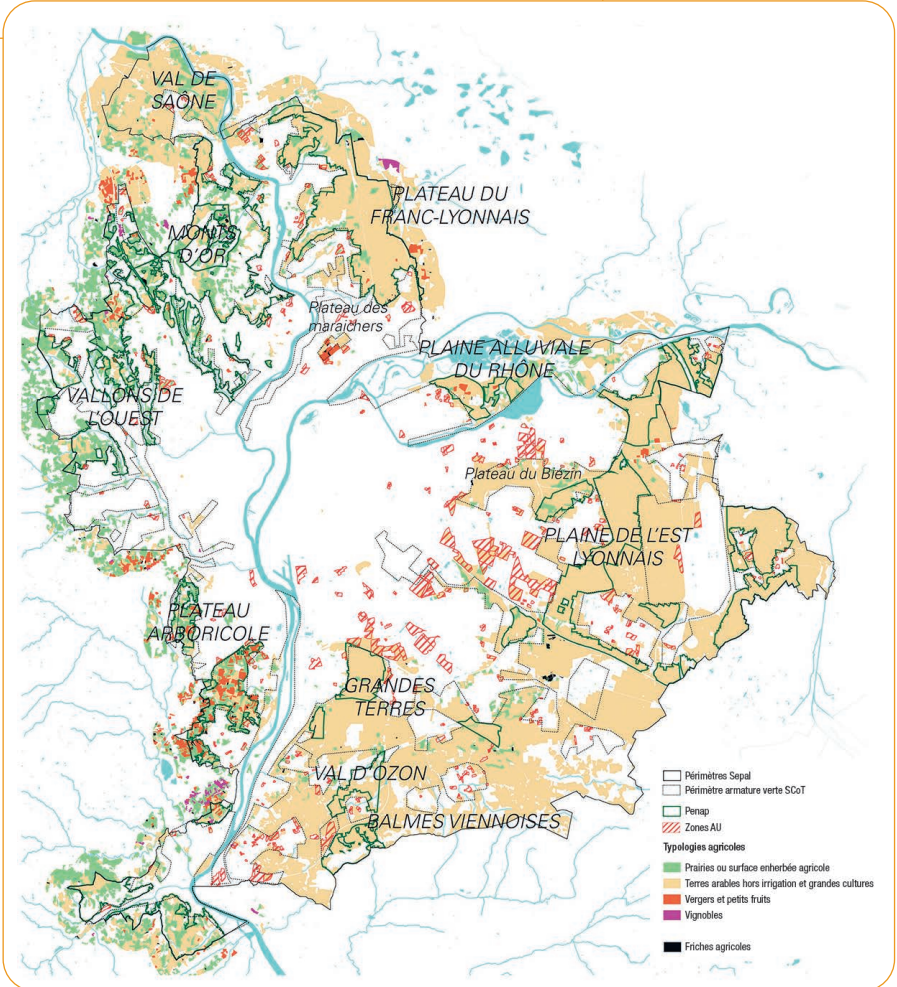 VAL DE
SAÔNE
PLATEAU DU
FRANC-LYONNAIS
MONTS
D'OR
Plateau des
maraîchers
PLAINE ALLUVIALE
DU RHÔNE
VALLONS DE
L'OUEST
Plateau du Biézin
PLAINE DE L'EST
LYONNAIS
PLATEAU
ARBORICOLE
GRANDES
TERRES
VAL D'OZON
BALMES VIENNOISES
Périmètres Sepal
Périmètre armature verte SCoT
Penap
Zones AU
Typologies agricoles
Prairies ou surface enherbée agricole
Terres arables hors irrigation et grandes cultures
Vergers et petits fruits
Vignobles
Friches agricoles